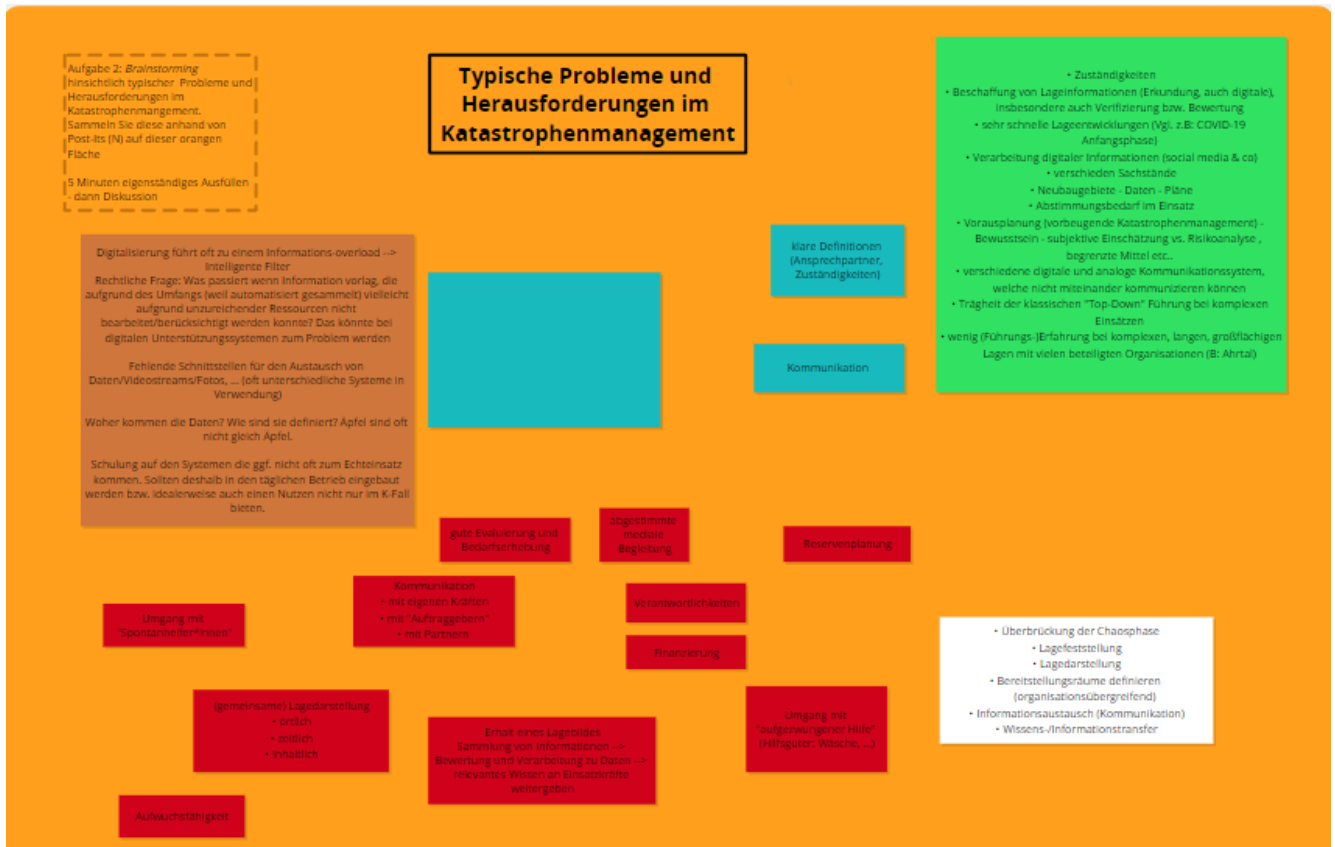 Aufgabe 2: Brainstorming
hinsichtlich typischer Probleme und
Herausforderungen im
Katastrophenmangement.
Sammeln Sie diese anhand von
Post-Its (N) auf dieser orangen
Fläche
5 Minuten eigenständiges Ausfüllen
- dann Diskussion
Typische Probleme und
Herausforderungen im
Katastrophenmanagement
• Zuständigkeiten
• Beschaffung von Lageinformationen (Erkundung, auch digitale),
insbesondere auch Verifizierung bzw. Bewertung
• sehr schnelle Lageentwicklungen (Vgl. z.B: COVID-19
Anfangsphase)
• Verarbeitung digitaler Informationen (social media & co)
• verschieden Sachstände
• Neubaugebiete - Daten - Pläne
• Abstimmungsbedarf im Einsatz
• Vorausplanung (vorbeugende Katastrophenmanagement) -
Bewusstsein - subjektive Einschätzung vs. Risikoanalyse ,
begrenzte Mittel etc..
• verschiedene digitale und analoge Kommunikationssystem,
welche nicht miteinander kommunizieren können
• Trägheit der klassischen "Top-Down" Führung bei komplexen
Einsätzen
• wenig (Führungs-)Erfahrung bei komplexen, langen, großflächigen
Lagen mit vielen beteiligten Organisationen (B: Ahrtal)
Digitalisierung führt oft zu einem Informations-overload -->
Intelligente Filter
Rechtliche Frage: Was passiert wenn Information vorlag, die
aufgrund des Umfangs (weil automatisiert gesammelt) vielleicht
aufgrund unzureichender Ressourcen nicht
bearbeitet/berücksichtigt werden konnte? Das könnte bei
digitalen Unterstützungssystemen zum Problem werden
Fehlende Schnittstellen für den Austausch von
Daten/Videostreams/Fotos, ... (oft unterschiedliche Systeme in
Verwendung)
Woher kommen die Daten? Wie sind sie definiert? Äpfel sind oft
nicht gleich Äpfel.
Schulung auf den Systemen die ggf. nicht oft zum Echteinsatz
kommen. Sollten deshalb in den täglichen Betrieb eingebaut
werden bzw. idealerweise auch einen Nutzen nicht nur im K-Fall
bieten.
klare Definitionen
(Ansprechpartner,
Zuständigkeiten)
Kommunikation
gute Evaluierung und
Bedarfserhebung
abgestimmte
mediale
Begleitung
Reservenplanung
Kommunikation
• mit eigenen Kräften
• mit "Auftraggebern"
• mit Partnern
Verantwortlichkeiten
Umgang mit
"Spontanhelfer*innen"
Finanzierung
• Überbrückung der Chaosphase
• Lagefeststellung
• Lagedarstellung
• Bereitstellungsräume definieren
(organisationsübergreifend)
• Informationsaustausch (Kommunikation)
• Wissens-/Informationstransfer
(gemeinsame) Lagedarstellung
• örtlich
• zeitlich
• inhaltlich
Erhalt eines Lagebildes
Sammlung von Informationen -->
Bewertung und Verarbeitung zu Daten -->
relevantes Wissen an Einsatzkräfte
weitergeben
Umgang mit
"aufgezwungener Hilfe"
(Hilfsgüter: Wäsche, ...)
Aufwuchsfähigkeit